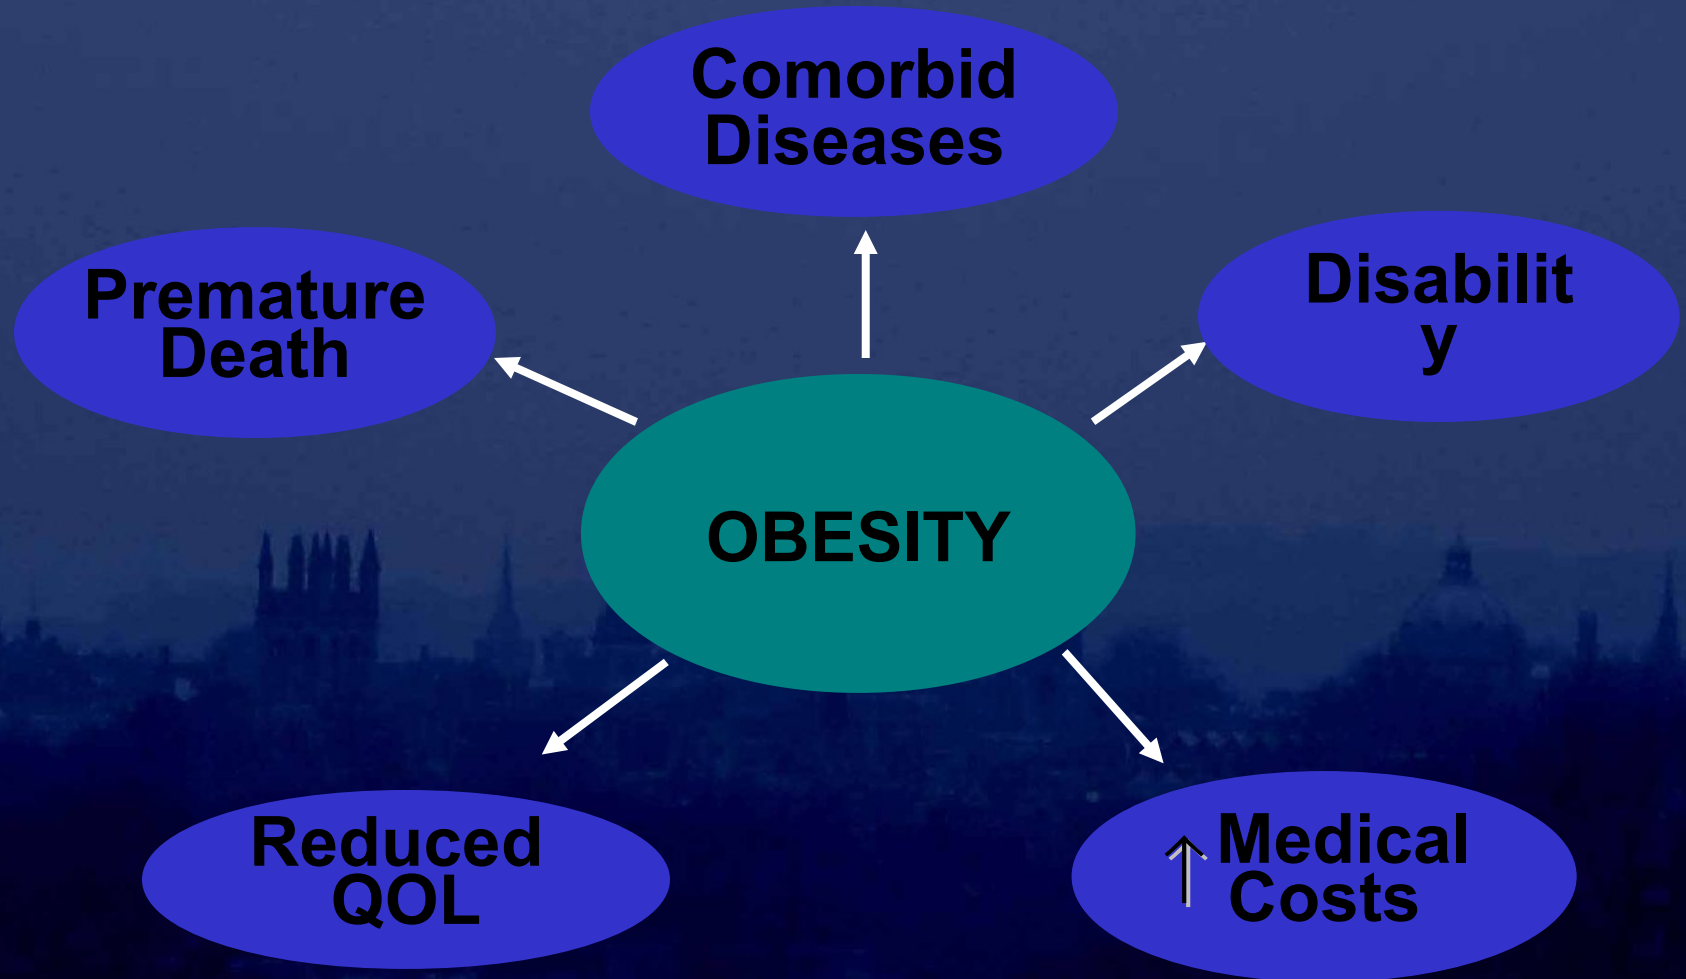 Comorbid
Diseases
Premature
Death
Disabilit
y
OBESITY
Reduced
QOL
↑ Medical
Costs